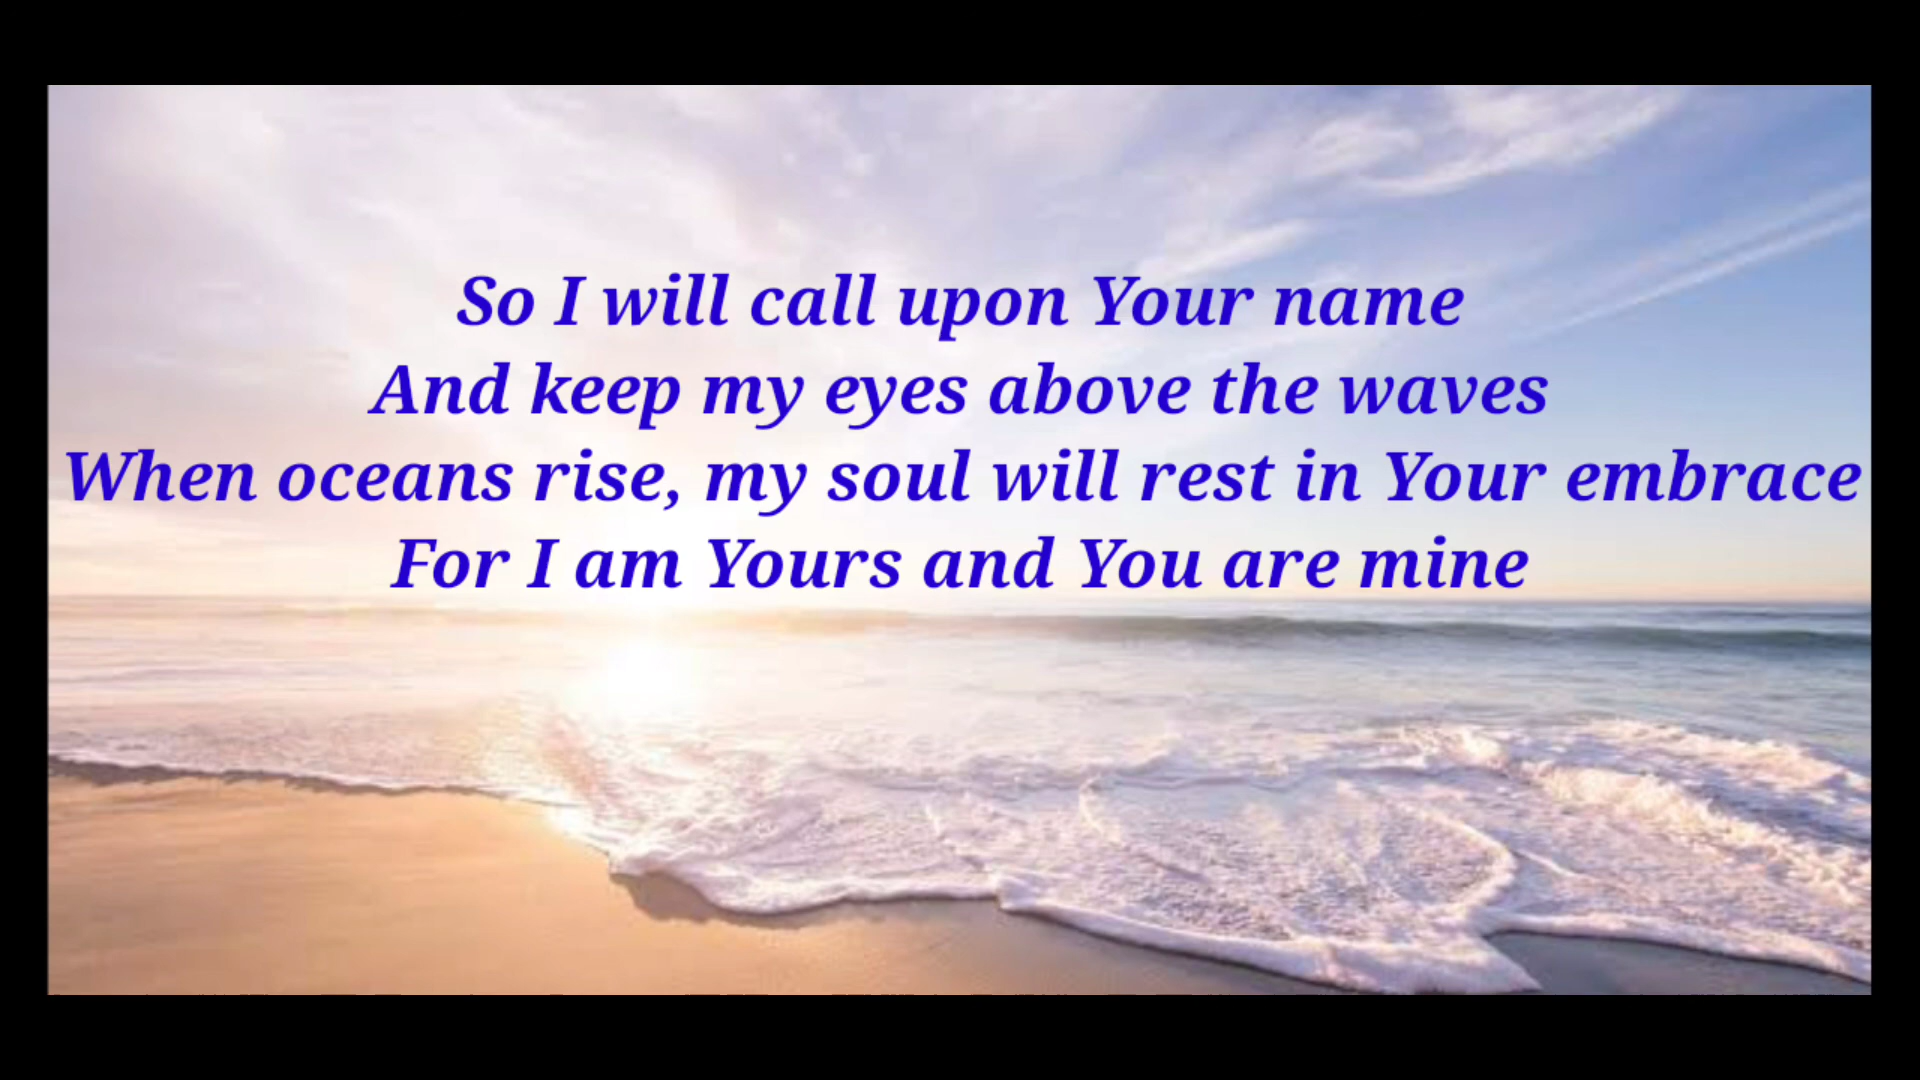 So I will call upon Your name
And keep my eyes above the waves
When oceans rise, my soul will rest in Your embrace
For I am Yours and You are mine